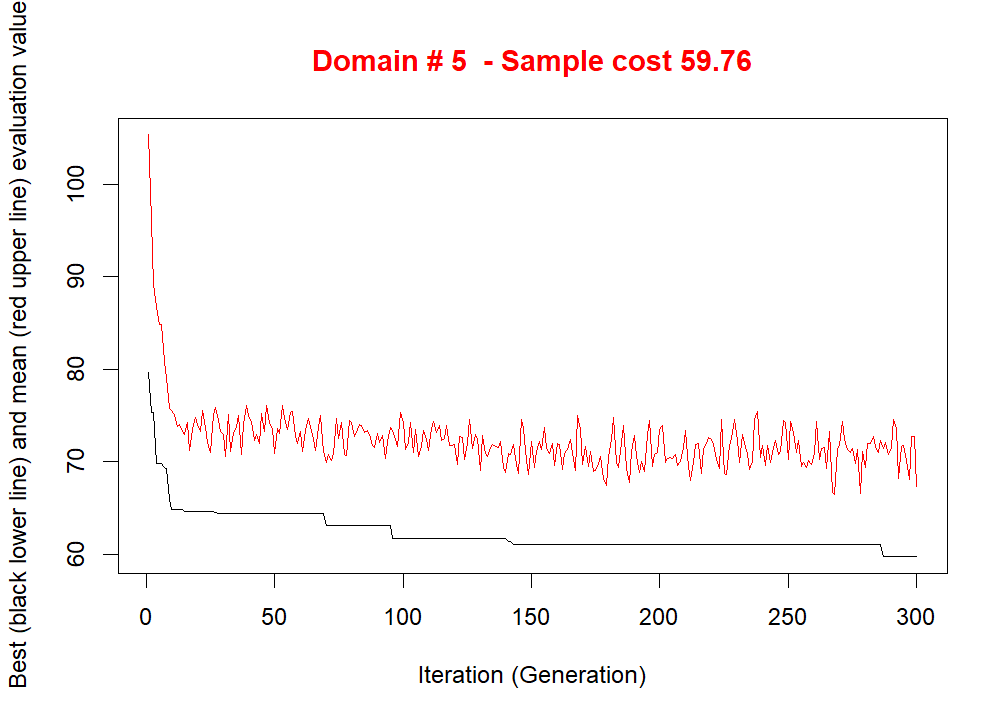 Domain # 5  - Sample cost 59.76
Best (black lower line) and mean (red upper line) evaluation value
100
90
80
70
60
0 50 100 150 200 250 300
Iteration (Generation)